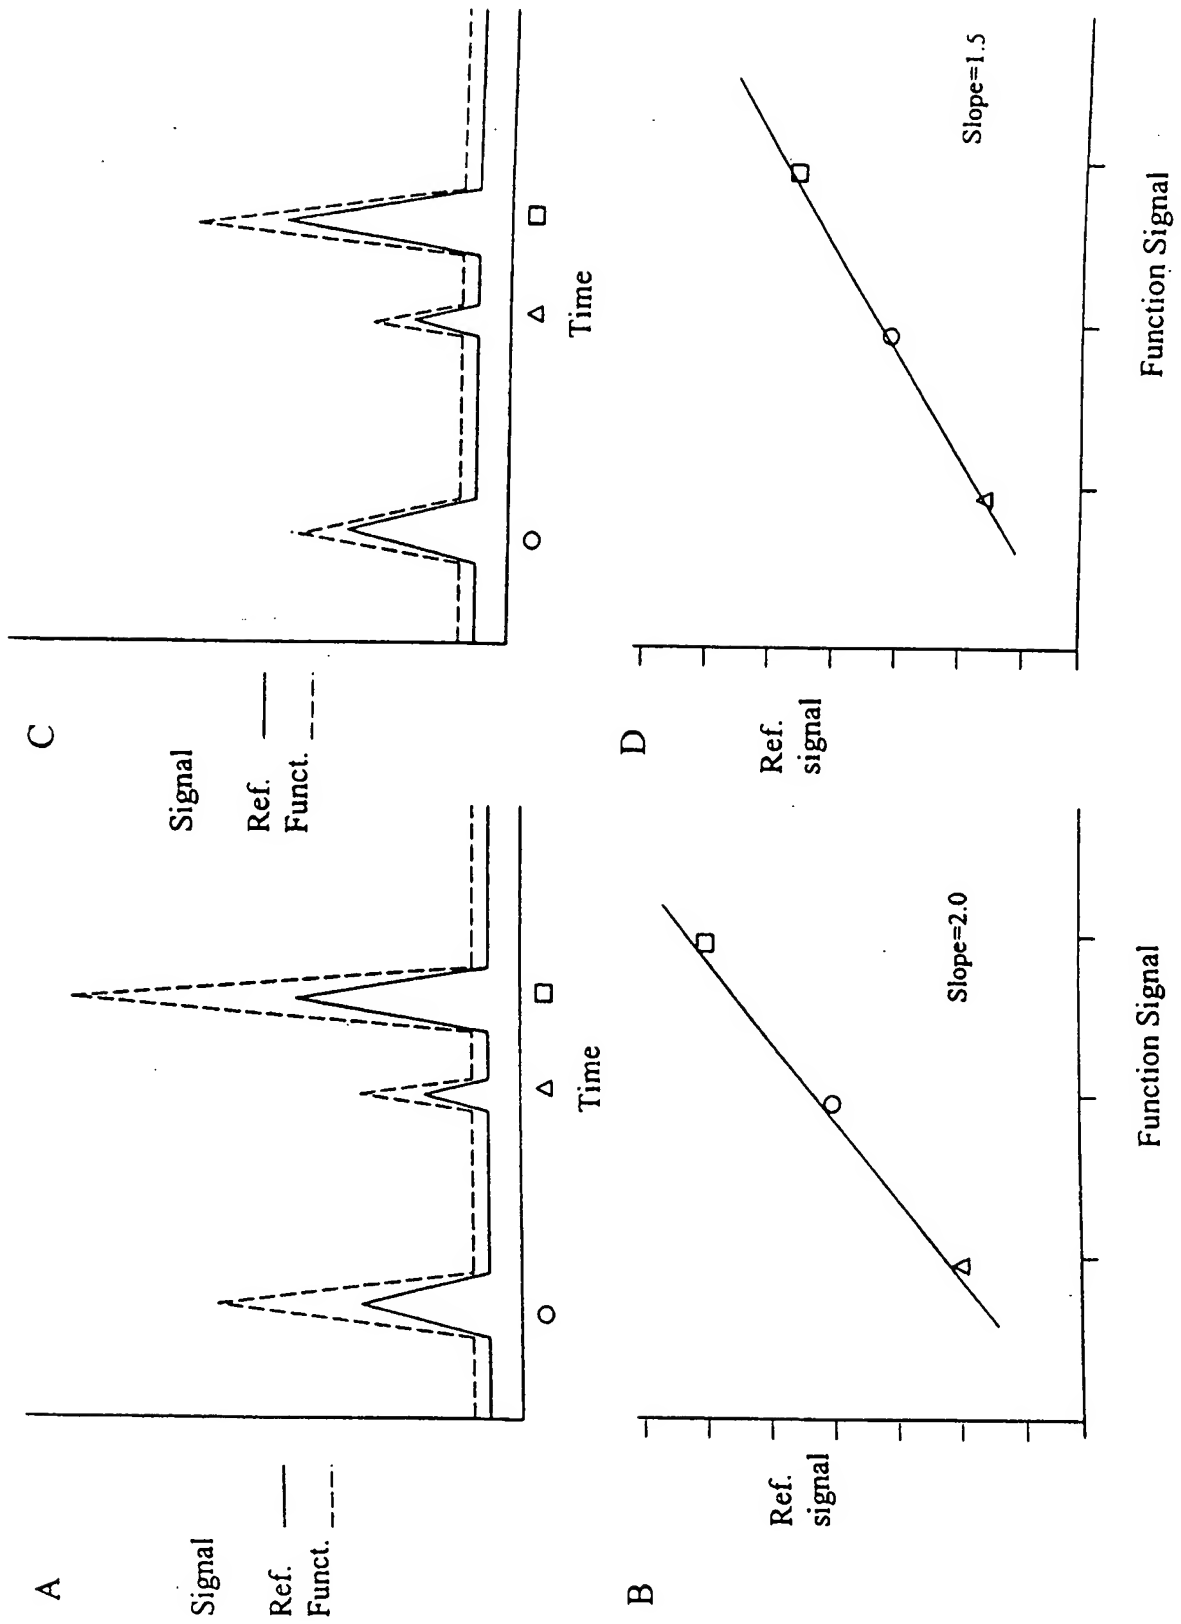 A
Signal
Ref.
Funct.
Time
B
Ref.
signal
Slope=2.0
Function Signal
C
Signal
Ref.
Funct.
Time
D
Ref.
signal
Slope=1.5
Function Signal